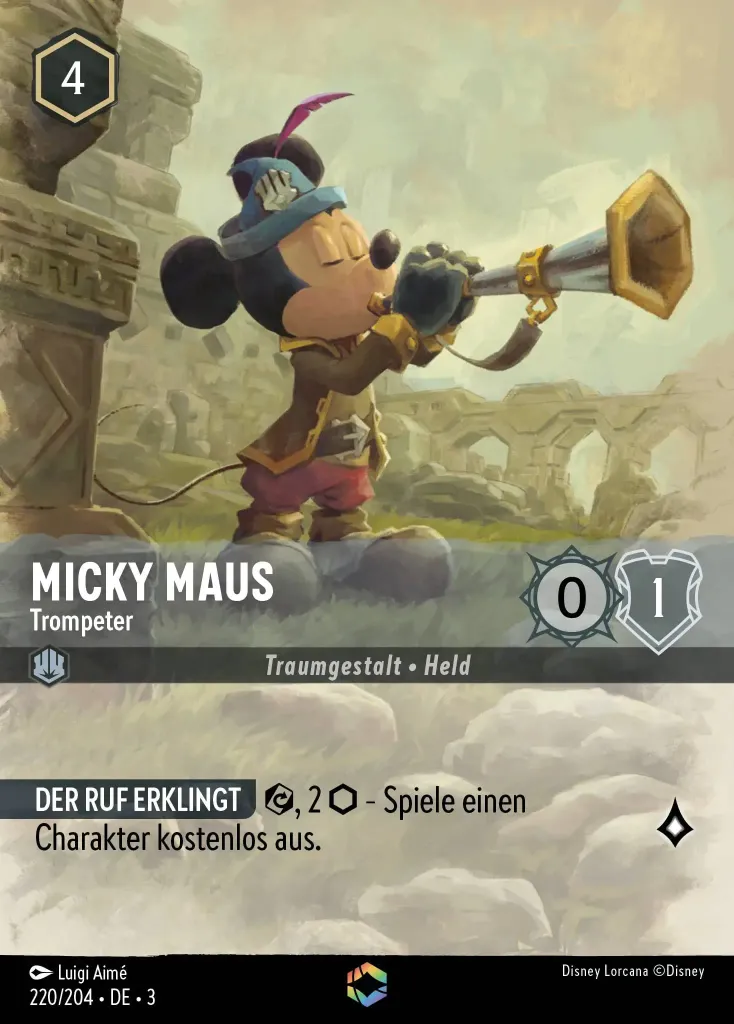 4
MICKY MAUS
Trompeter
0
1
Traumgestalt • Held
DER RUF ERKLINGT , 2 - Spiele einen
Charakter kostenlos aus.
Luigi Aimé
220/204 • DE • 3
Disney Lorcana ©Disney